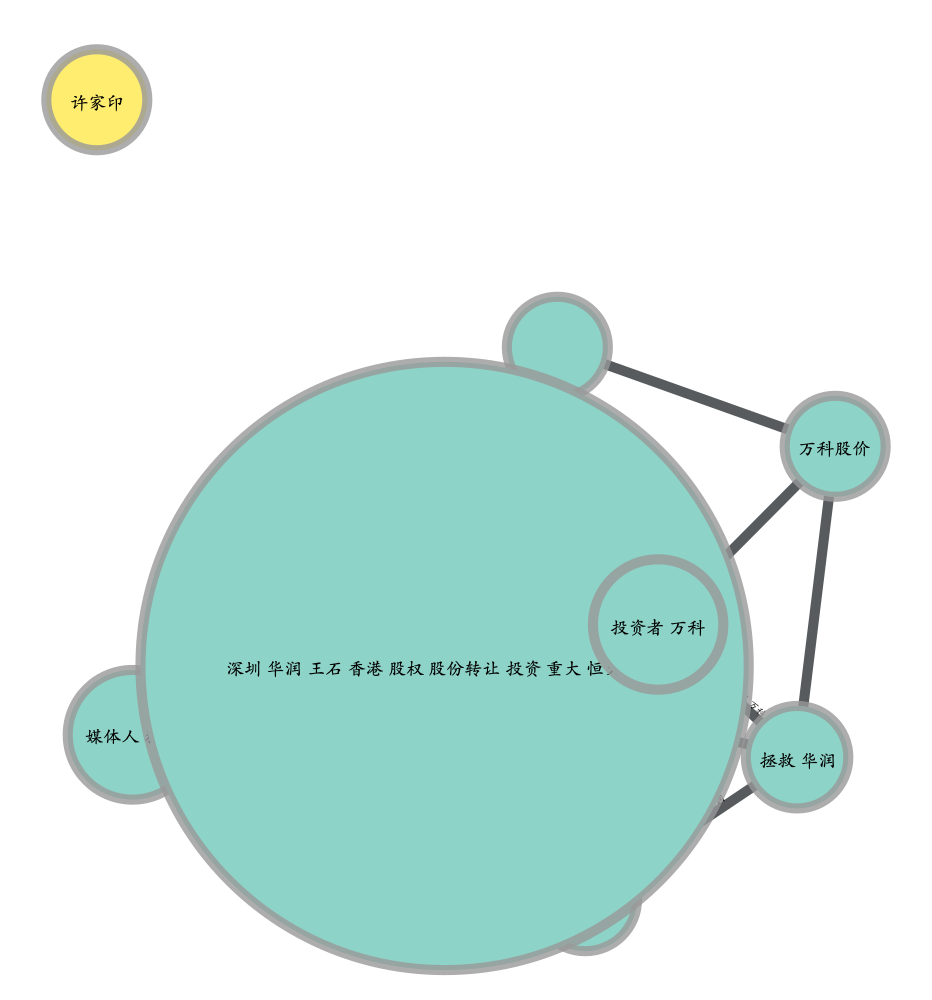 许家印
万科股价
投资者 万科
深圳 华润 王石 香港 股权 股份转让 投资 重大 恒
媒体人
拯救 华润